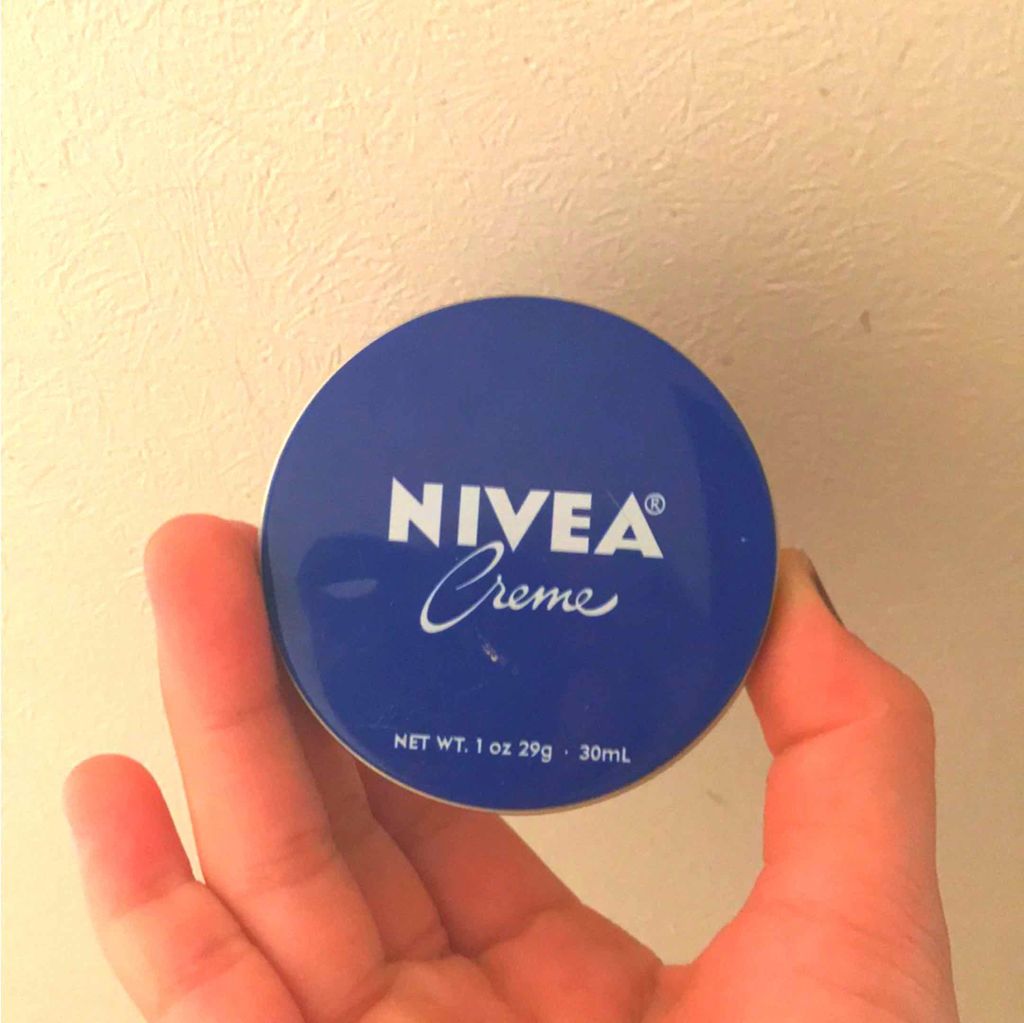 NIVEA®
Creme
NET WT. 1 oz 29g · 30mL